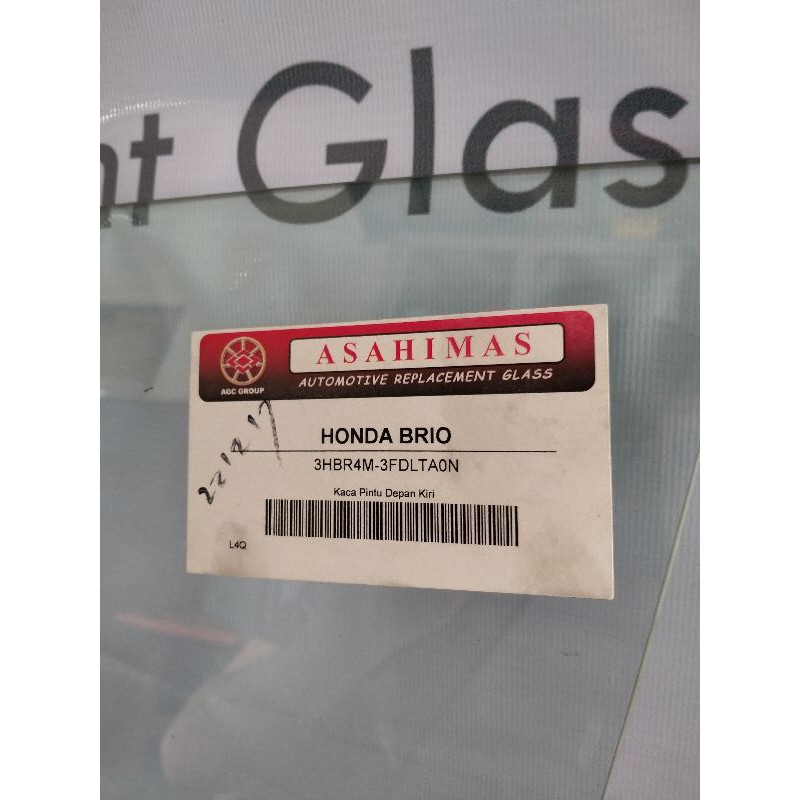 nt Glas
ASAHIMAS
AUTOMOTIVE REPLACEMENT GLASS
AGC GROUP
HONDA BRIO
3HBR4M-3FDLTA0N
Kaca Pintu Depan Kiri
L4Q